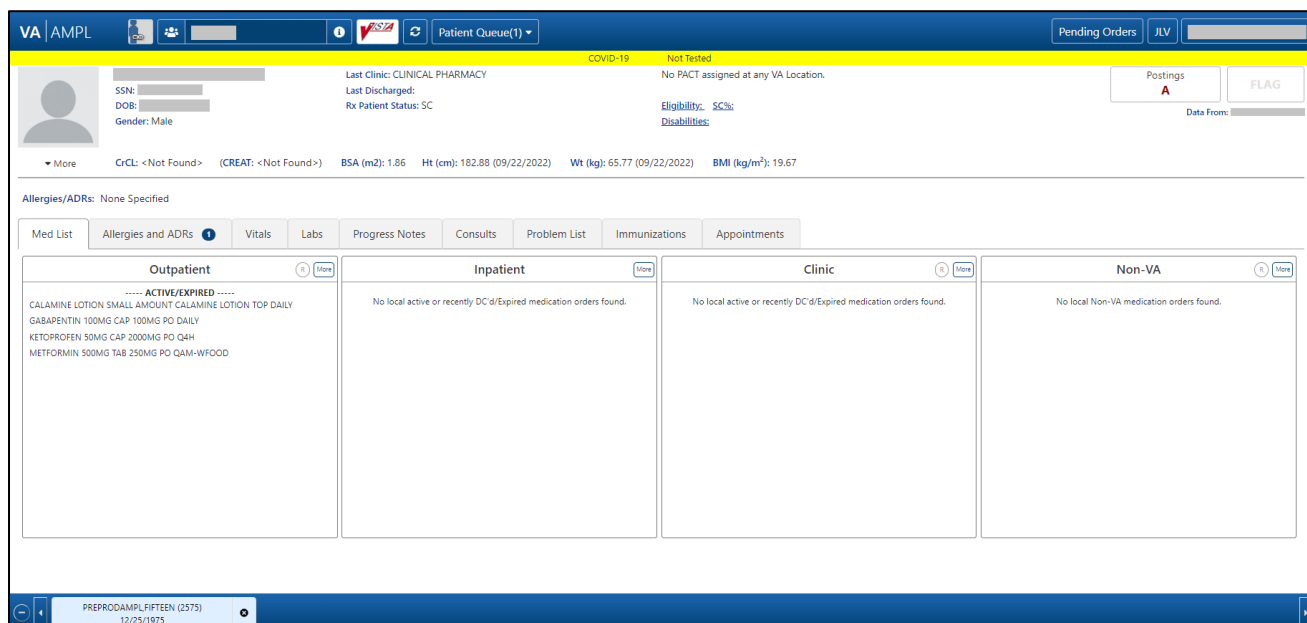 VA AMPL
VISTA
Patient Queue(1)
Pending Orders
JLV
COVID-19 Not Tested
SSN:
DOB:
Gender: Male
Last Clinic: CLINICAL PHARMACY
Last Discharged:
Rx Patient Status: SC
No PACT assigned at any VA Location.
Eligibility: SC%:
Disabilities:
Postings
A
FLAG
Data From:
More
CrCL: <Not Found> (CREAT: <Not Found>) BSA (m2): 1.86 Ht (cm): 182.88 (09/22/2022) Wt (kg): 65.77 (09/22/2022) BMI (kg/m²): 19.67
Allergies/ADRs: None Specified
Med List Allergies and ADRs 1 Vitals Labs Progress Notes Consults Problem List Immunizations Appointments
Outpatient R More
----- ACTIVE/EXPIRED -----
CALAMINE LOTION SMALL AMOUNT CALAMINE LOTION TOP DAILY
GABAPENTIN 100MG CAP 100MG PO DAILY
KETOPROFEN 50MG CAP 2000MG PO Q4H
METFORMIN 500MG TAB 250MG PO QAM-WFOOD
Inpatient More
No local active or recently DC'd/Expired medication orders found.
Clinic R More
No local active or recently DC'd/Expired medication orders found.
Non-VA R More
No local Non-VA medication orders found.
PREPRODAMPL,FIFTEEN (2575)
12/25/1975